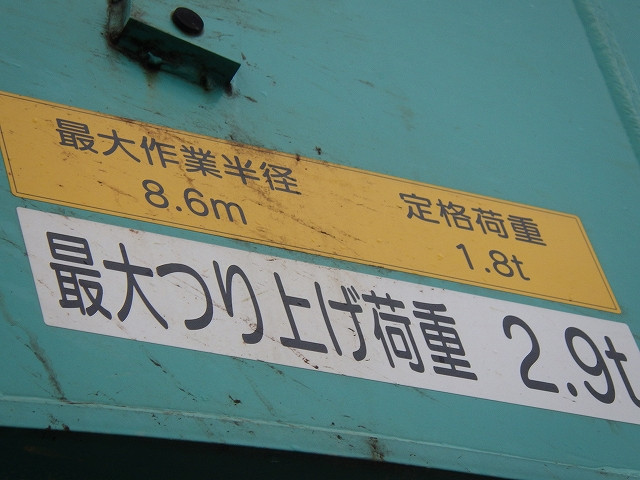 最大作業半径 定格荷重
8.6m 1.8t
最大つり上げ荷重 2.9t